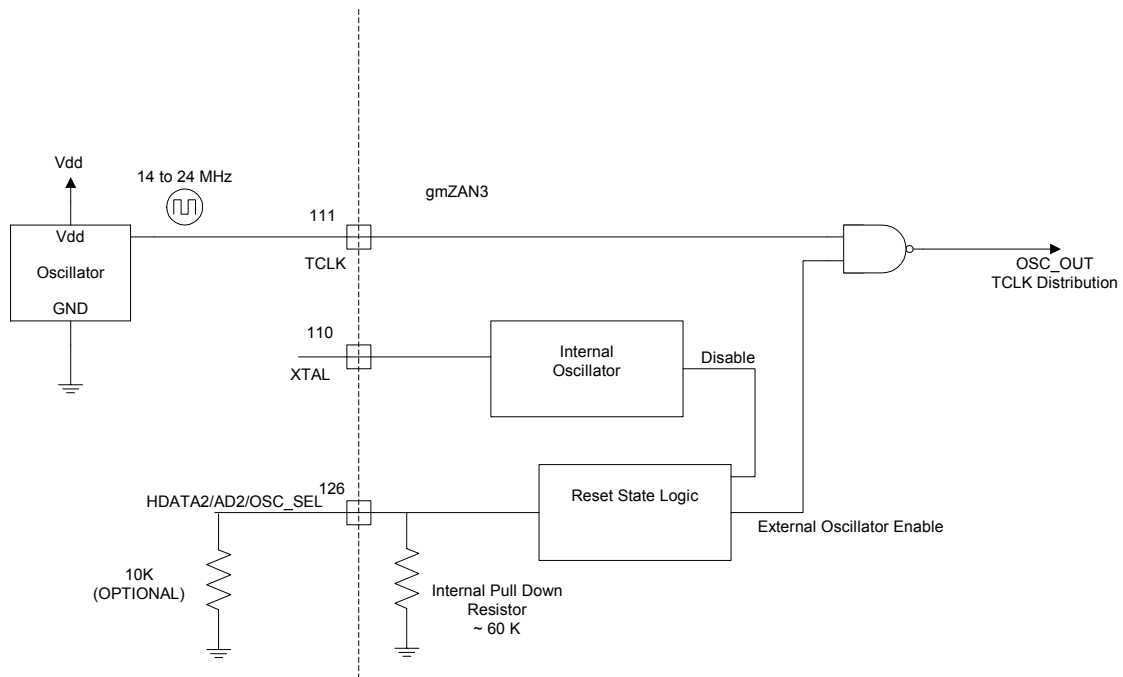 Vdd
14 to 24 MHz
gmZAN3
111
Vdd
Oscillator
GND
TCLK
OSC_OUT
TCLK Distribution
110
XTAL
Internal
Oscillator
Disable
HDATA2/AD2/OSC_SEL
126
Reset State Logic
External Oscillator Enable
10K
(OPTIONAL)
Internal Pull Down
Resistor
~ 60 K